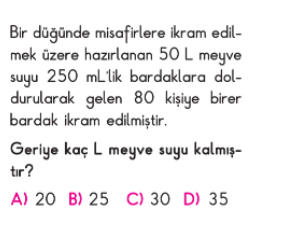 Bir düğünde misafirlere ikram edil-
mek üzere hazırlanan 50 L meyve
suyu 250 mL'lik bardaklara dol-
durularak gelen 80 kişiye birer
bardak ikram edilmiştir.
Geriye kaç L meyve suyu kalmış-
tır?
A) 20 B) 25 C) 30 D) 35